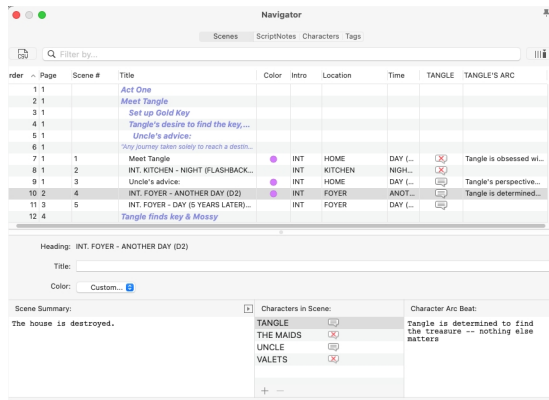 Navigator
Scenes ScriptNotes Characters Tags
CSV Filter by...
rder Page Scene # Title Color Intro Location Time TANGLE TANGLE'S ARC
1 1 Act One
2 1 Meet Tangle
3 1 Set up Gold Key
4 1 Tangle's desire to find the key,...
5 1 Uncle's advice:
6 1 "Any journey taken solely to reach a destin...
7 1 1 Meet Tangle INT HOME DAY (... Tangle is obsessed wi...
8 1 2 INT. KITCHEN - NIGHT (FLASHBACK... INT KITCHEN NIGH...
9 1 3 Uncle's advice: INT HOME DAY (... Tangle's perspective...
10 2 4 INT. FOYER - ANOTHER DAY (D2) INT FOYER ANOT... Tangle is determined...
11 3 5 INT. FOYER - DAY (5 YEARS LATER)... INT FOYER DAY (...
12 4 Tangle finds key & Mossy
Heading: INT. FOYER - ANOTHER DAY (D2)
Title:
Color: Custom...
Scene Summary: Characters in Scene: Character Arc Beat:
The house is destroyed. TANGLE Tangle is determined to find
THE MAIDS the treasure -- nothing else
UNCLE matters
VALETS